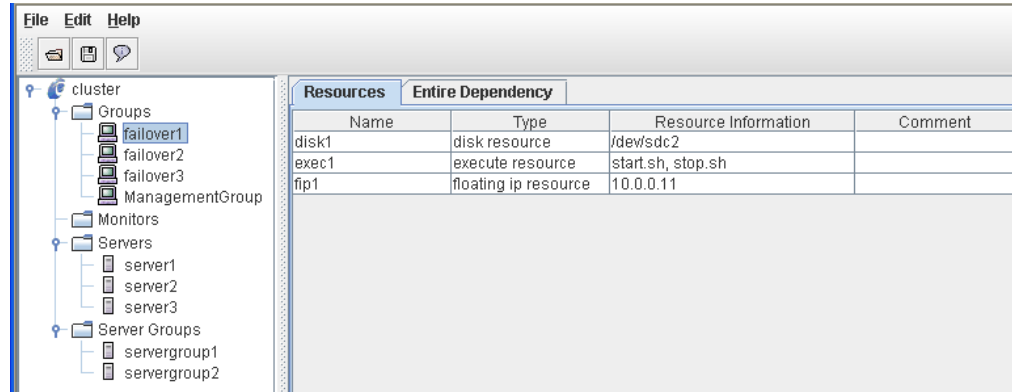 File Edit Help
cluster
Groups
failover1
failover2
failover3
ManagementGroup
Monitors
Servers
server1
server2
server3
Server Groups
servergroup1
servergroup2
Resources Entire Dependency
Name Type Resource Information Comment
disk1 disk resource /dev/sdc2
exec1 execute resource start.sh, stop.sh
fip1 floating ip resource 10.0.0.11